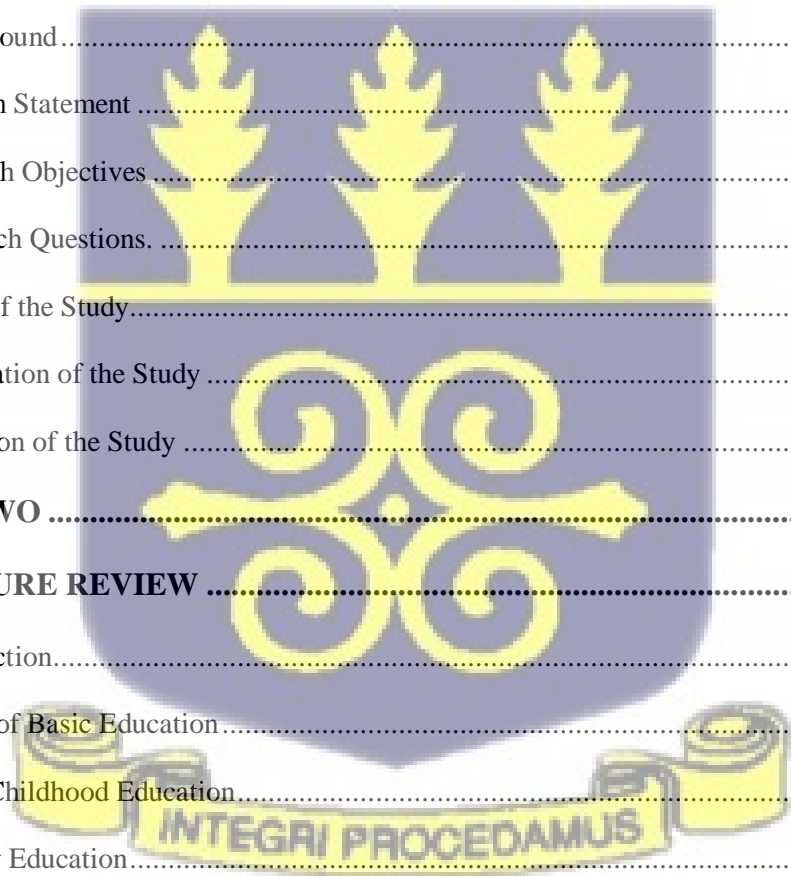 ound..........................................................................
n Statement ..........................................................................
h Objectives ..........................................................................
ch Questions. ..........................................................................
f the Study..........................................................................
ation of the Study ..........................................................................
on of the Study ..........................................................................
WO ..........................................................................
URE REVIEW ..........................................................................
ction..........................................................................
of Basic Education..........................................................................
Childhood Education..........................................................................
INTEGRI PROCEDAMUS
y Education..........................................................................